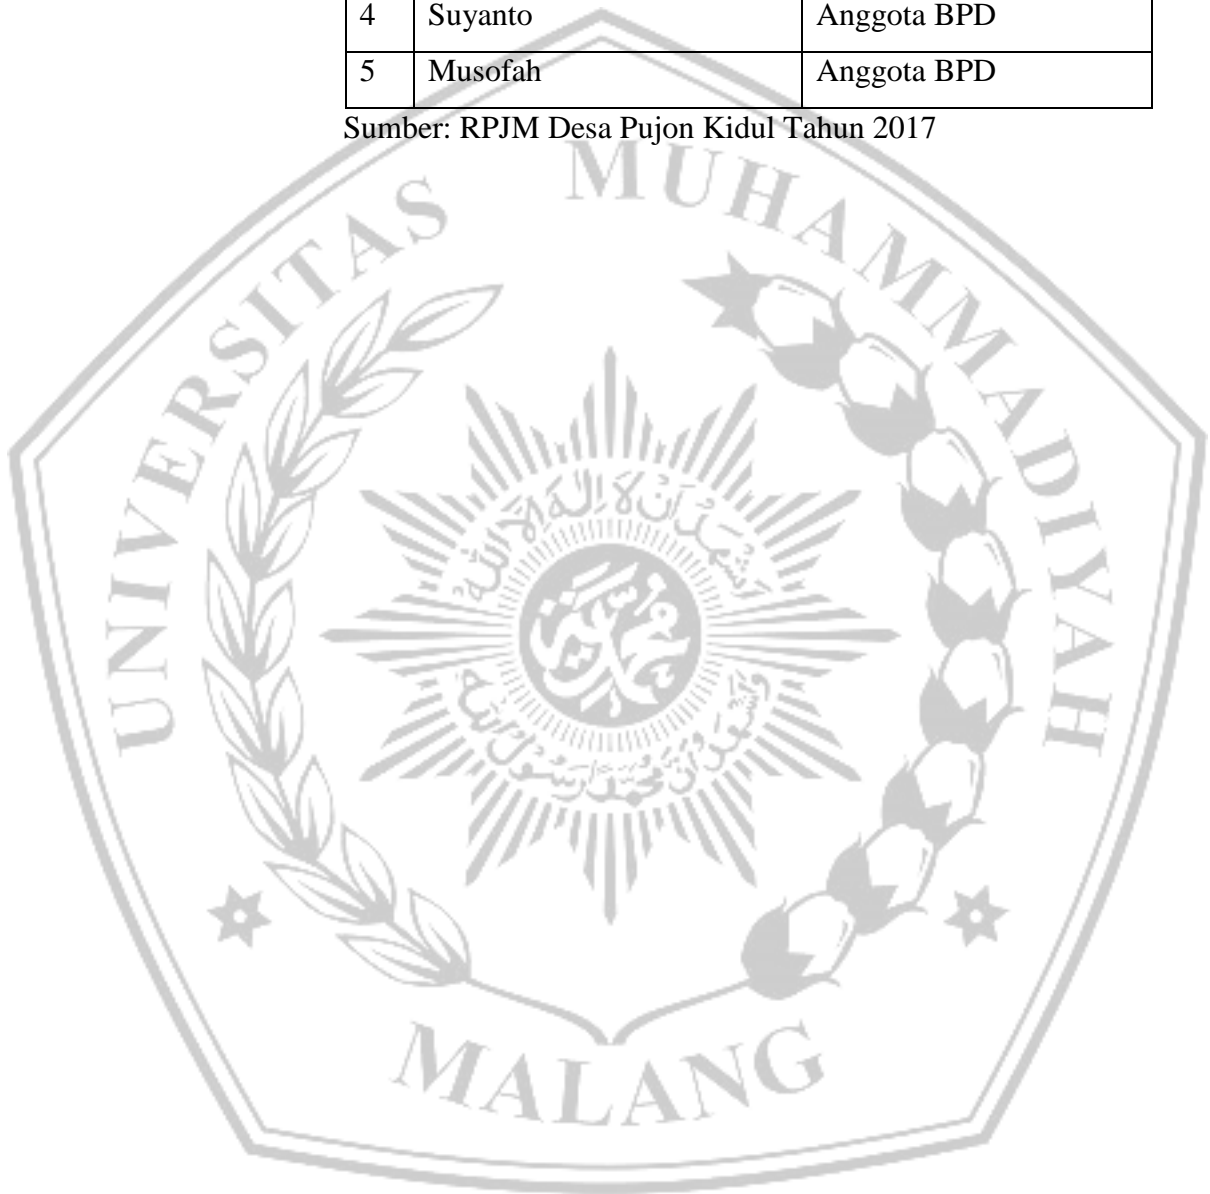 4 Suyanto Anggota BPD
5 Musofah Anggota BPD
Sumber: RPJM Desa Pujon Kidul Tahun 2017
UNIVERSITAS MUHAMMADIYAH
MALANG